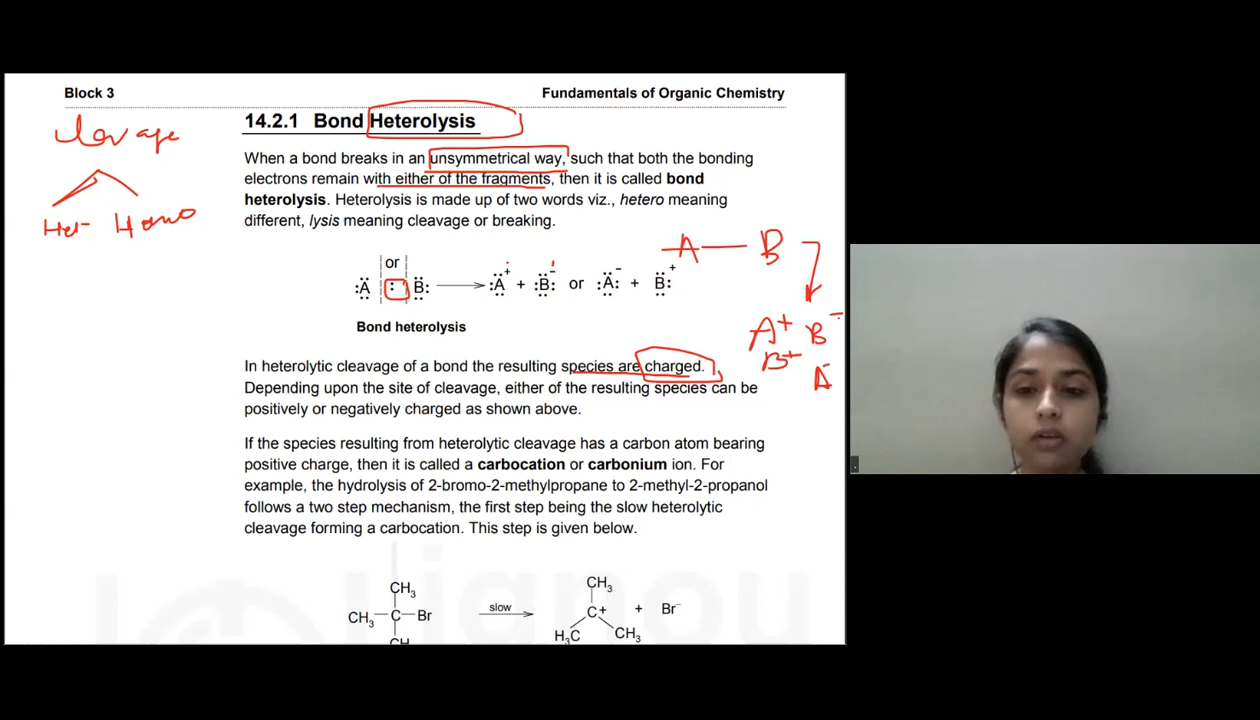 Block 3
Fundamentals of Organic Chemistry
14.2.1 Bond Heterolysis
Cleavage
Het- Homo
When a bond breaks in an unsymmetrical way, such that both the bonding
electrons remain with either of the fragments, then it is called bond
heterolysis. Heterolysis is made up of two words viz., hetero meaning
different, lysis meaning cleavage or breaking.
A — B
or
:Ä : B̈: → :Ä⁺ + :B̈:⁻ or :Ä:⁻ + B̈:⁺
Bond heterolysis
A+ B-
B+
A-
In heterolytic cleavage of a bond the resulting species are charged.
Depending upon the site of cleavage, either of the resulting species can be
positively or negatively charged as shown above.
If the species resulting from heterolytic cleavage has a carbon atom bearing
positive charge, then it is called a carbocation or carbonium ion. For
example, the hydrolysis of 2-bromo-2-methylpropane to 2-methyl-2-propanol
follows a two step mechanism, the first step being the slow heterolytic
cleavage forming a carbocation. This step is given below.
CH₃ CH₃
CH₃—C—Br slow C+ + Br⁻
H₃C CH₃
CH
ignou